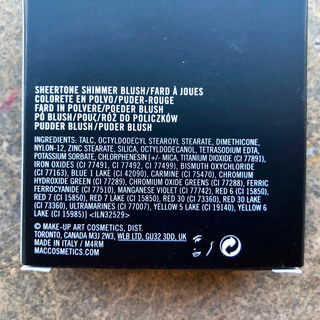 SHEERTONE SHIMMER BLUSH/FARD À JOUES
COLORETE EN POLVO/PUDER-ROUGE
FARD IN POLVERE/POEDER BLUSH
PÓ BLUSH/ΡΟΥΖ/RÓŻ DO POLICZKÓW
PUDDER BLUSH/PUDER BLUSH
INGREDIENTS: TALC, OCTYLDODECYL STEAROYL STEARATE, DIMETHICONE,
NYLON-12, ZINC STEARATE, SILICA, OCTYLDODECANOL, TETRASODIUM EDTA,
POTASSIUM SORBATE, CHLORPHENESIN [+/- MICA, TITANIUM DIOXIDE (CI 77891),
IRON OXIDES (CI 77491, CI 77492, CI 77499), BISMUTH OXYCHLORIDE
(CI 77163), BLUE 1 LAKE (CI 42090), CARMINE (CI 75470), CHROMIUM
HYDROXIDE GREEN (CI 77289), CHROMIUM OXIDE GREENS (CI 77288), FERRIC
FERROCYANIDE (CI 77510), MANGANESE VIOLET (CI 77742), RED 6 (CI 15850),
RED 7 (CI 15850), RED 7 LAKE (CI 15850), RED 30 (CI 73360), RED 30 LAKE
(CI 73360), ULTRAMARINES (CI 77007), YELLOW 5 LAKE (CI 19140), YELLOW 6
LAKE (CI 15985)] <ILN32529>
© MAKE-UP ART COSMETICS, DIST.
TORONTO, CANADA M3J 2W3, WLB LTD, GU32 3DD, UK
MADE IN ITALY / M4RM
MACCOSMETICS.COM